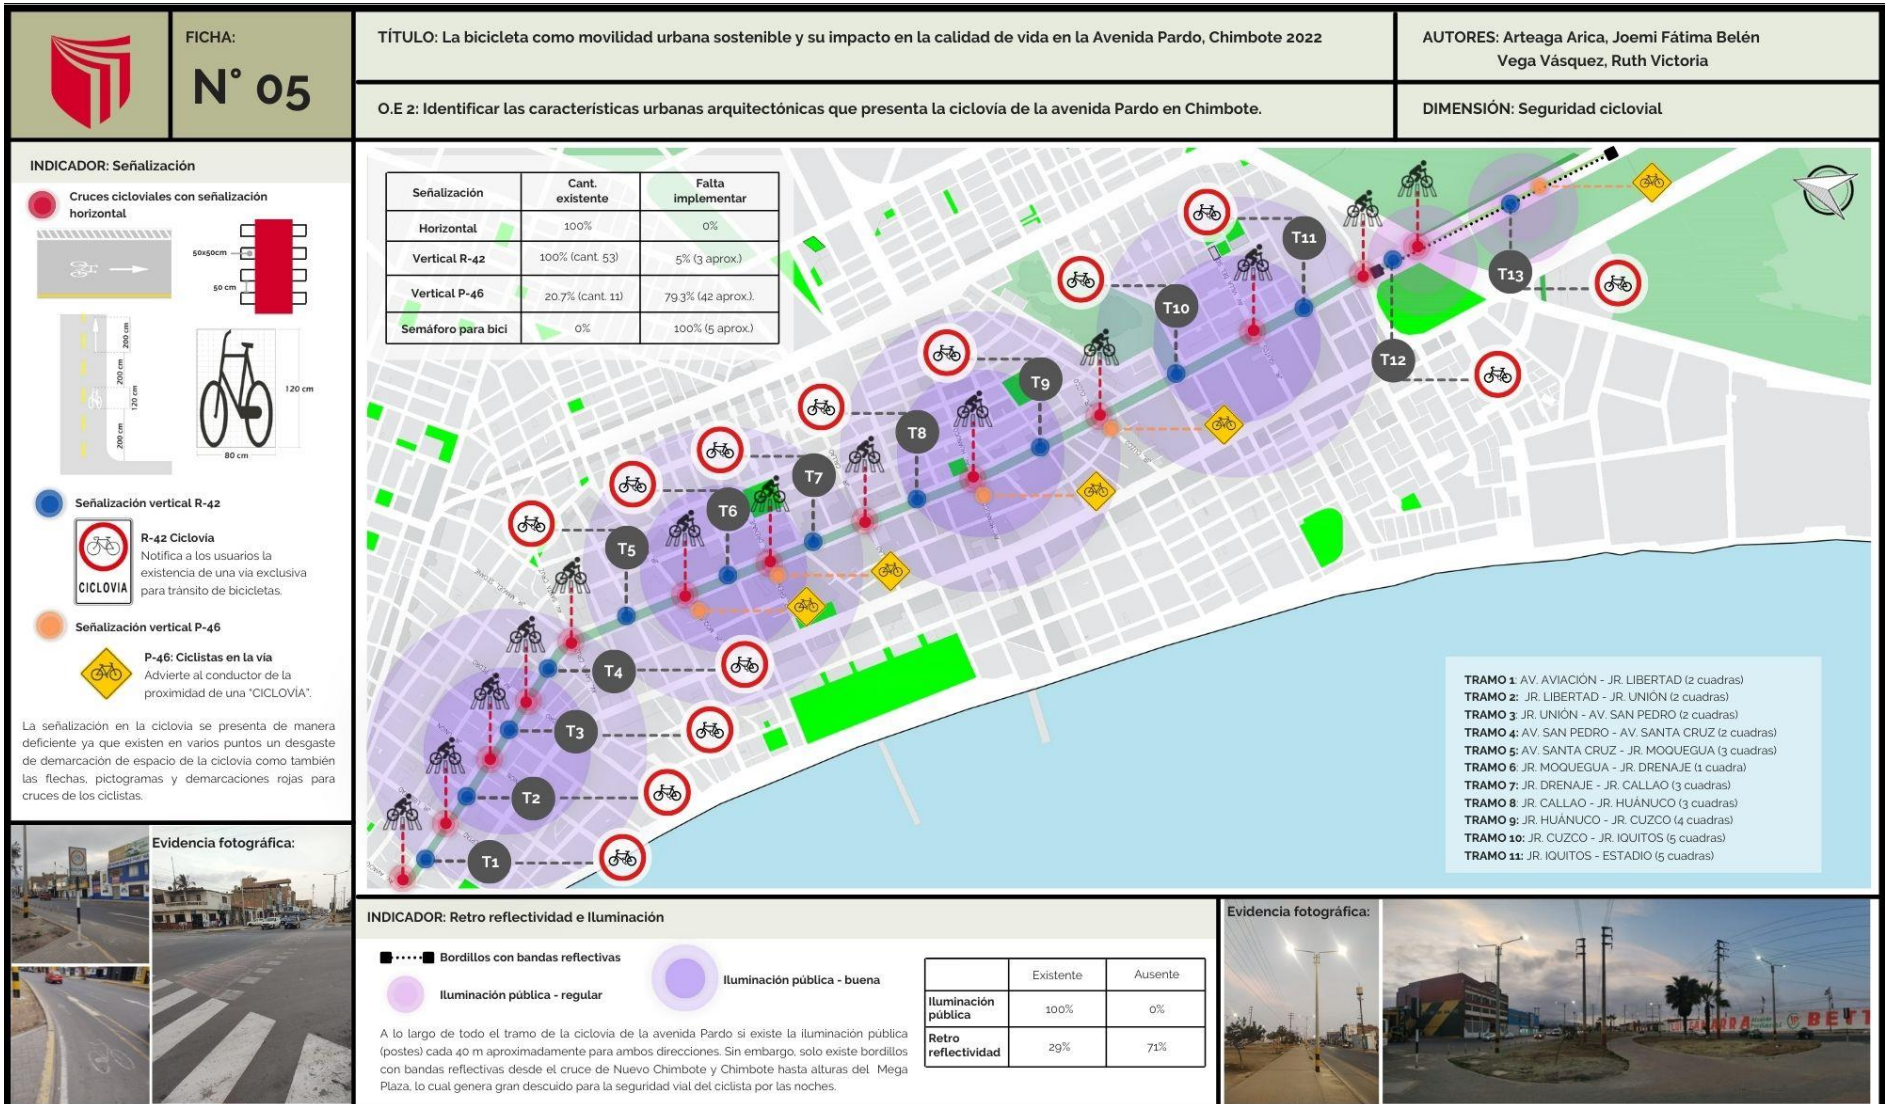 FICHA:
N° 05
TÍTULO: La bicicleta como movilidad urbana sostenible y su impacto en la calidad de vida en la Avenida Pardo, Chimbote 2022
AUTORES: Arteaga Arica, Joemi Fátima Belén
Vega Vásquez, Ruth Victoria
O.E 2: Identificar las características urbanas arquitectónicas que presenta la ciclovía de la avenida Pardo en Chimbote.
DIMENSIÓN: Seguridad ciclovial
INDICADOR: Señalización
Cruces cicloviales con señalización
horizontal
50x50cm
50 cm
200 cm
200 cm
120 cm
200 cm
120 cm
80 cm
Señalización vertical R-42
R-42 Ciclovía
Notifica a los usuarios la
existencia de una via exclusiva
para tránsito de bicicletas.
CICLOVIA
Señalización vertical P-46
P-46: Ciclistas en la vía
Advierte al conductor de la
proximidad de una "CICLOVÍA".
La señalización en la ciclovia se presenta de manera
deficiente ya que existen en varios puntos un desgaste
de demarcación de espacio de la ciclovia como también
las flechas, pictogramas y demarcaciones rojas para
cruces de los ciclistas.
Evidencia fotográfica:
Señalización Cant. existente Falta implementar
Horizontal 100% 0%
Vertical R-42 100% (cant. 53) 5% (3 aprox.)
Vertical P-46 20.7% (cant. 11) 79.3% (42 aprox.).
Semáforo para bici 0% 100% (5 aprox.)
T1
T2
T3
T4
T5
T6
T7
T8
T9
T10
T11
T12
T13
TRAMO 1: AV. AVIACIÓN - JR. LIBERTAD (2 cuadras)
TRAMO 2: JR. LIBERTAD - JR. UNIÓN (2 cuadras)
TRAMO 3: JR. UNIÓN - AV. SAN PEDRO (2 cuadras)
TRAMO 4: AV. SAN PEDRO - AV. SANTA CRUZ (2 cuadras)
TRAMO 5: AV. SANTA CRUZ - JR. MOQUEGUA (3 cuadras)
TRAMO 6: JR. MOQUEGUA - JR. DRENAJE (1 cuadra)
TRAMO 7: JR. DRENAJE - JR. CALLAO (3 cuadras)
TRAMO 8: JR. CALLAO - JR. HUÁNUCO (3 cuadras)
TRAMO 9: JR. HUÁNUCO - JR. CUZCO (4 cuadras)
TRAMO 10: JR. CUZCO - JR. IQUITOS (5 cuadras)
TRAMO 11: JR. IQUITOS - ESTADIO (5 cuadras)
INDICADOR: Retro reflectividad e Iluminación
Bordillos con bandas reflectivas
Iluminación pública - regular
Iluminación pública - buena
A lo largo de todo el tramo de la ciclovia de la avenida Pardo si existe la iluminación pública
(postes) cada 40 m aproximadamente para ambos direcciones. Sin embargo, solo existe bordillos
con bandas reflectivas desde el cruce de Nuevo Chimbote y Chimbote hasta alturas del Mega
Plaza, lo cual genera gran descuido para la seguridad vial del ciclista por las noches.
Existente Ausente
Iluminación pública 100% 0%
Retro reflectividad 29% 71%
Evidencia fotográfica: